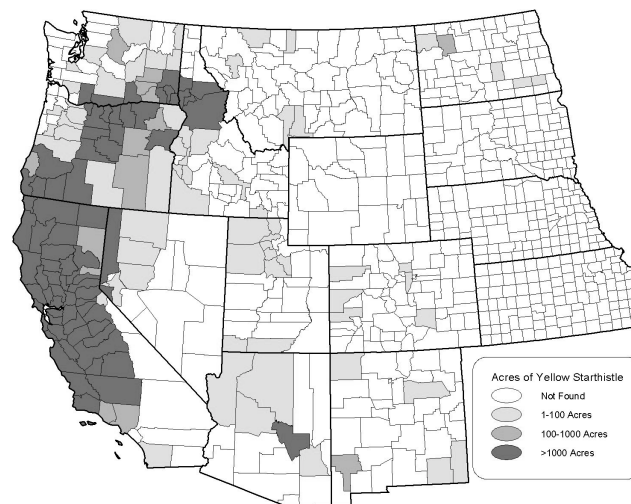 Acres of Yellow Starthistle
Not Found
1-100 Acres
100-1000 Acres
>1000 Acres